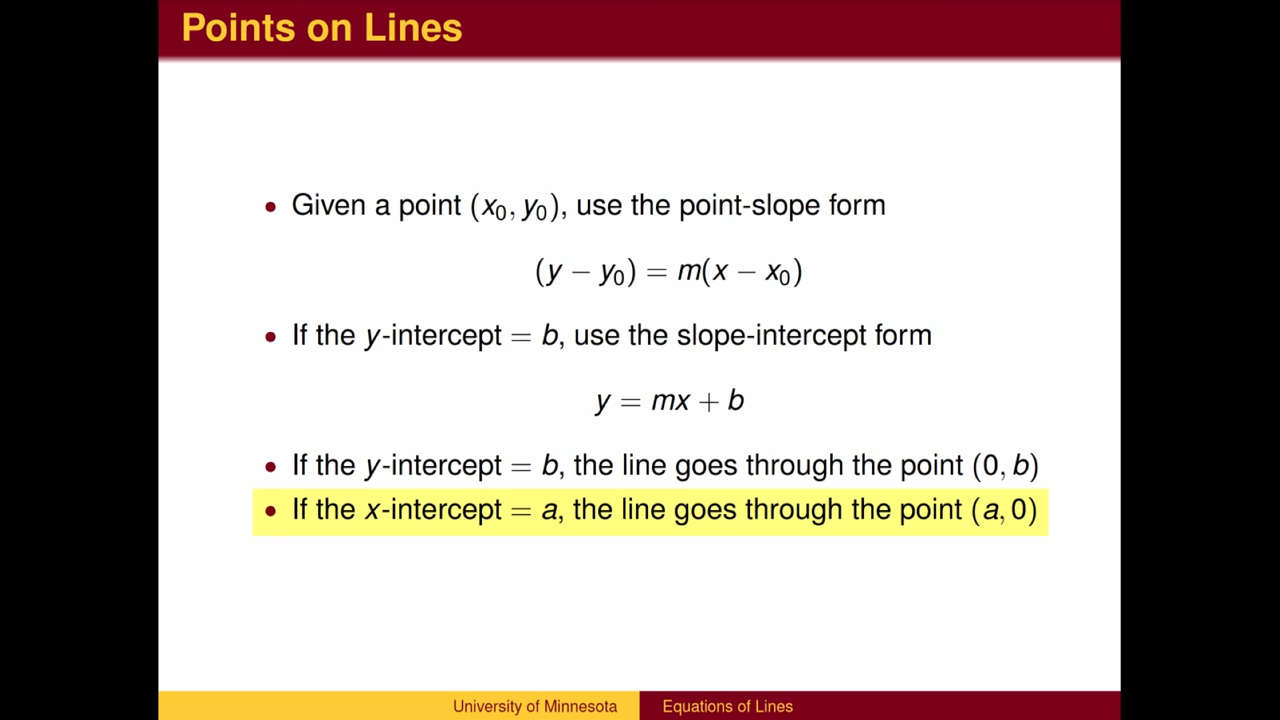 Points on Lines
• Given a point (x₀, y₀), use the point-slope form
(y − y₀) = m(x − x₀)
• If the y-intercept = b, use the slope-intercept form
y = mx + b
• If the y-intercept = b, the line goes through the point (0, b)
• If the x-intercept = a, the line goes through the point (a, 0)
University of Minnesota
Equations of Lines